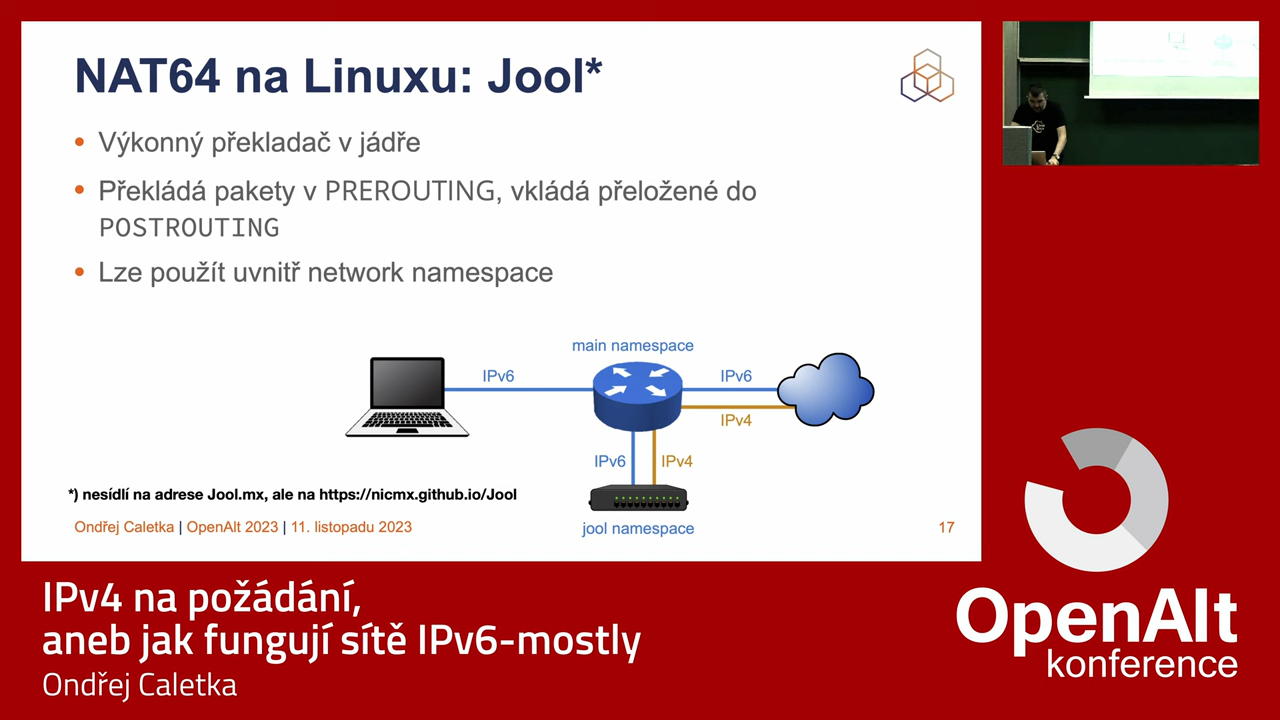 NAT64 na Linuxu: Jool*
• Výkonný překladač v jádře
• Překládá pakety v PREROUTING, vkládá přeložené do
POSTROUTING
• Lze použít uvnitř network namespace
main namespace
IPv6
IPv6
IPv4
IPv6
IPv4
jool namespace
*) nesídlí na adrese Jool.mx, ale na https://nicmx.github.io/Jool
Ondřej Caletka | OpenAlt 2023 | 11. listopadu 2023
17
IPv4 na požádání,
aneb jak fungují sítě IPv6-mostly
Ondřej Caletka
OpenAlt
konference